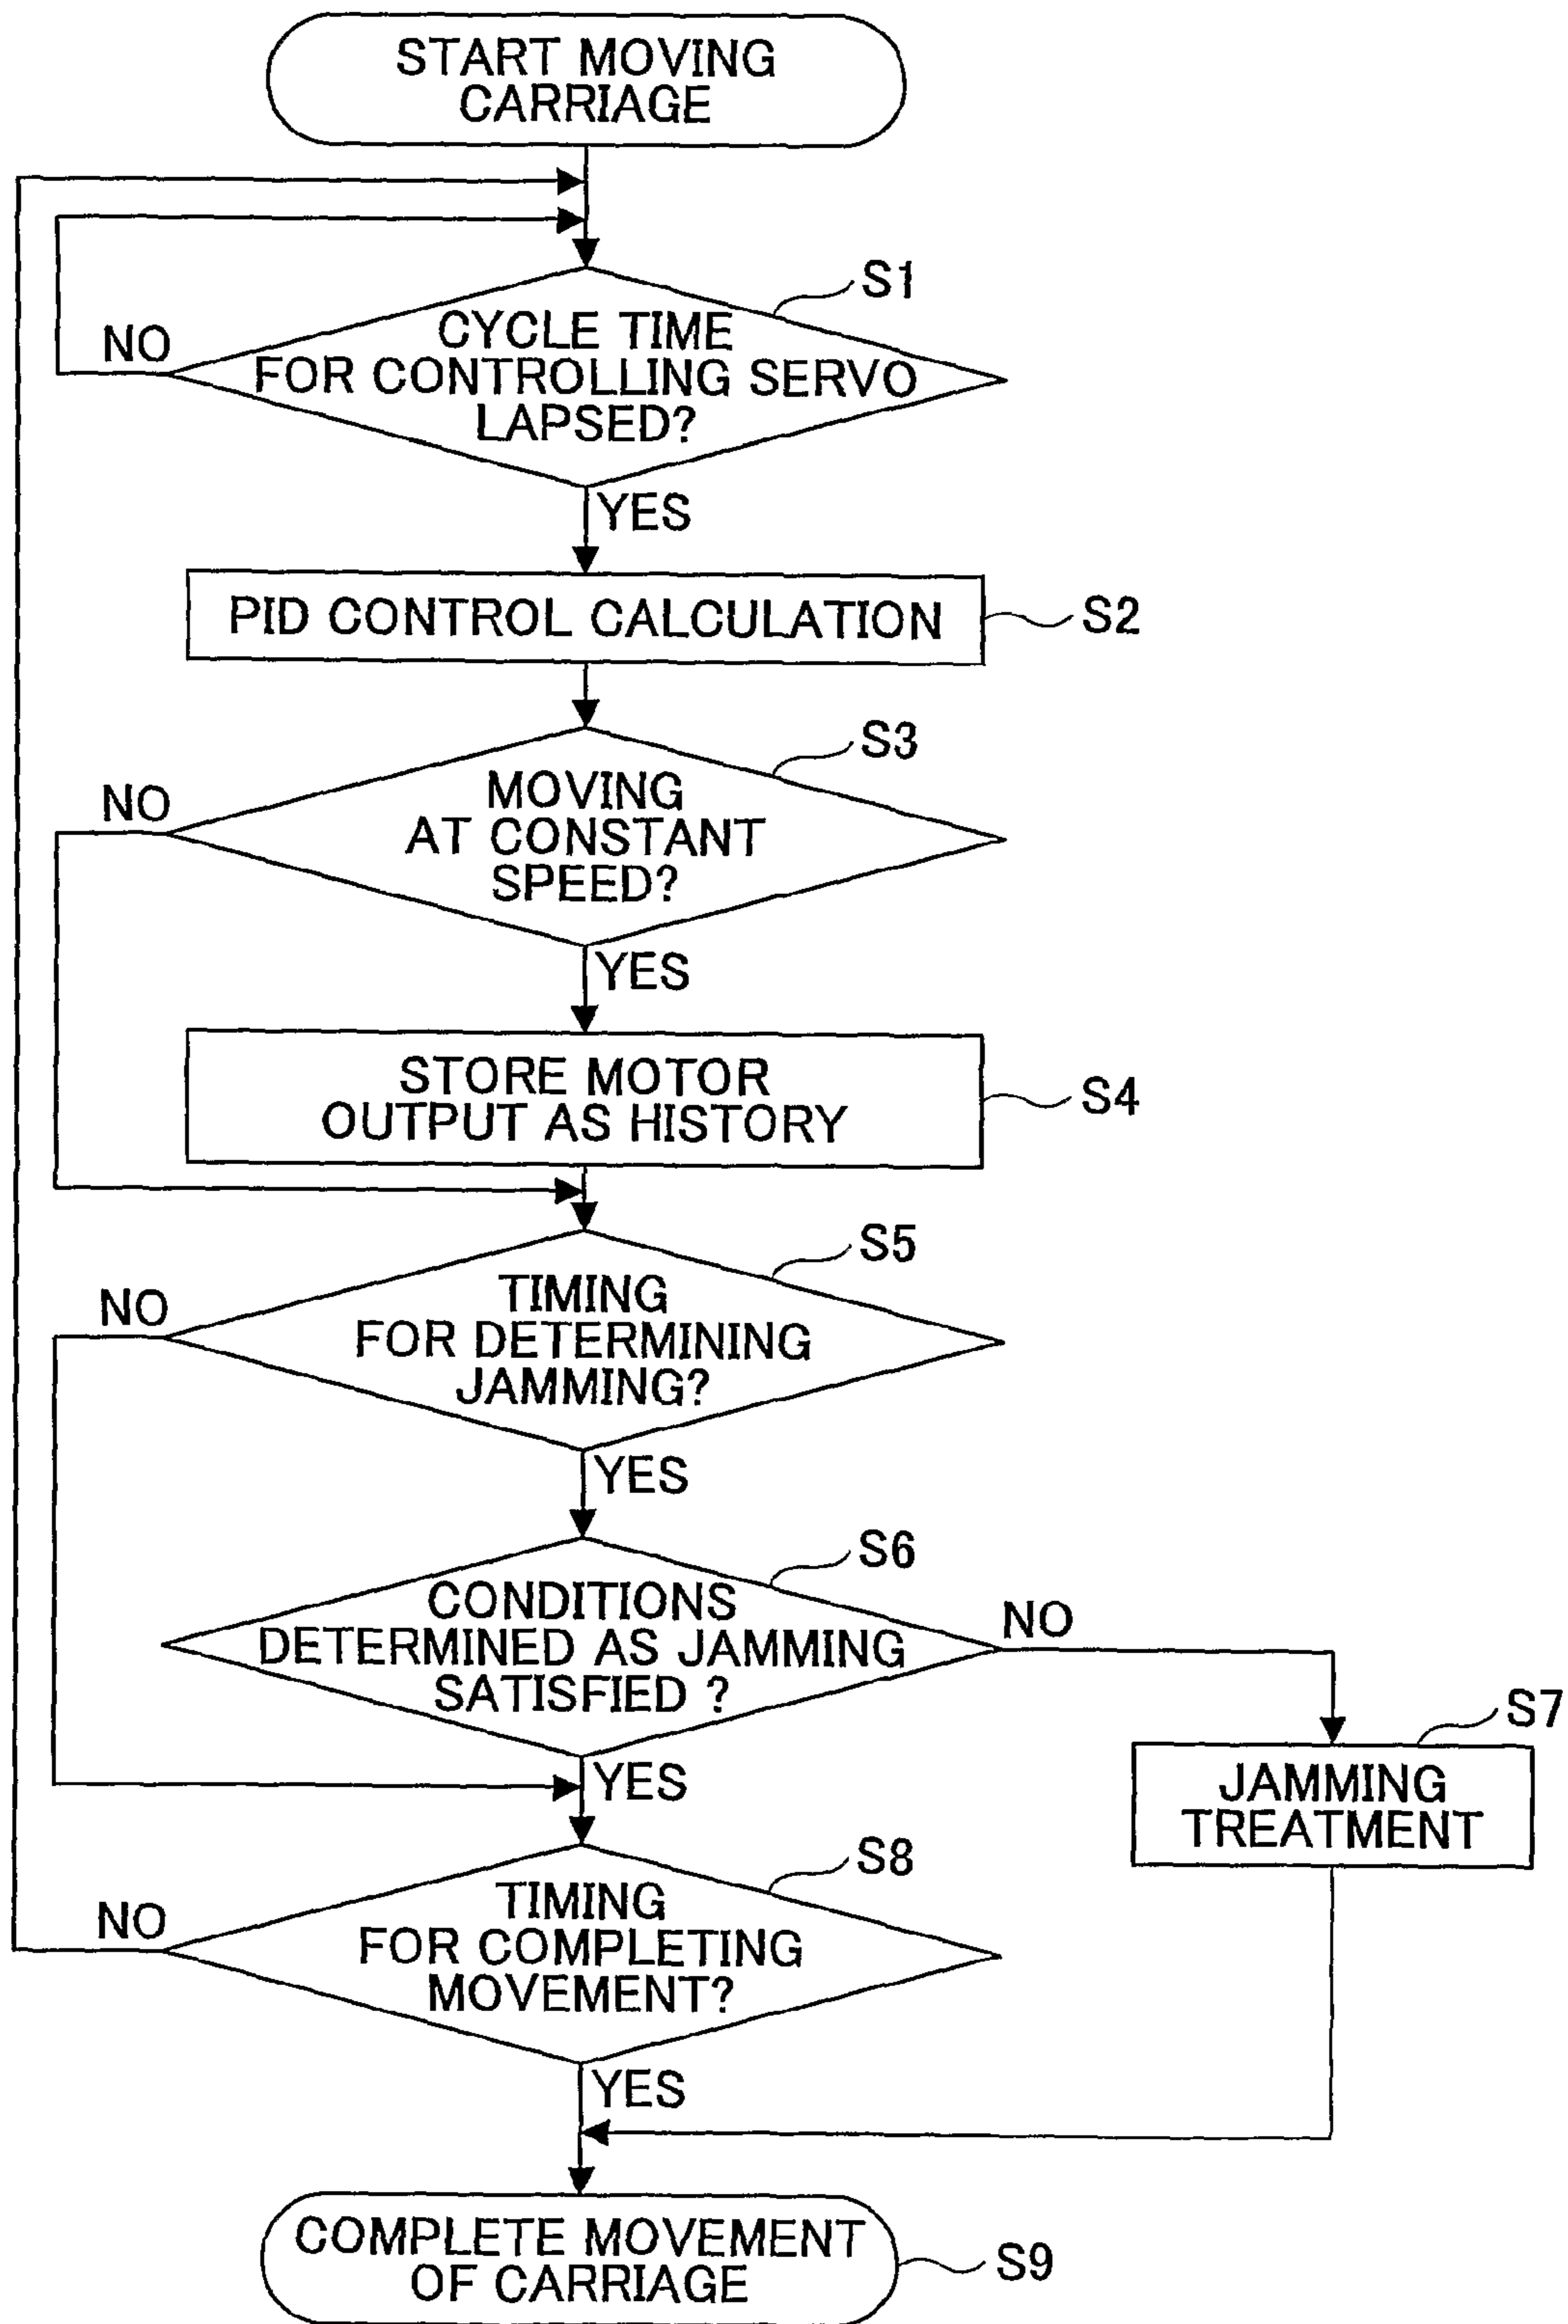 START MOVING
CARRIAGE
S1
NO
CYCLE TIME
FOR CONTROLLING SERVO
LAPSED?
YES
PID CONTROL CALCULATION
S2
S3
NO
MOVING
AT CONSTANT
SPEED?
YES
STORE MOTOR
OUTPUT AS HISTORY
S4
S5
NO
TIMING
FOR DETERMINING
JAMMING?
YES
S6
CONDITIONS
DETERMINED AS JAMMING
SATISFIED ?
NO
YES
S7
JAMMING
TREATMENT
S8
NO
TIMING
FOR COMPLETING
MOVEMENT?
YES
COMPLETE MOVEMENT
OF CARRIAGE
S9